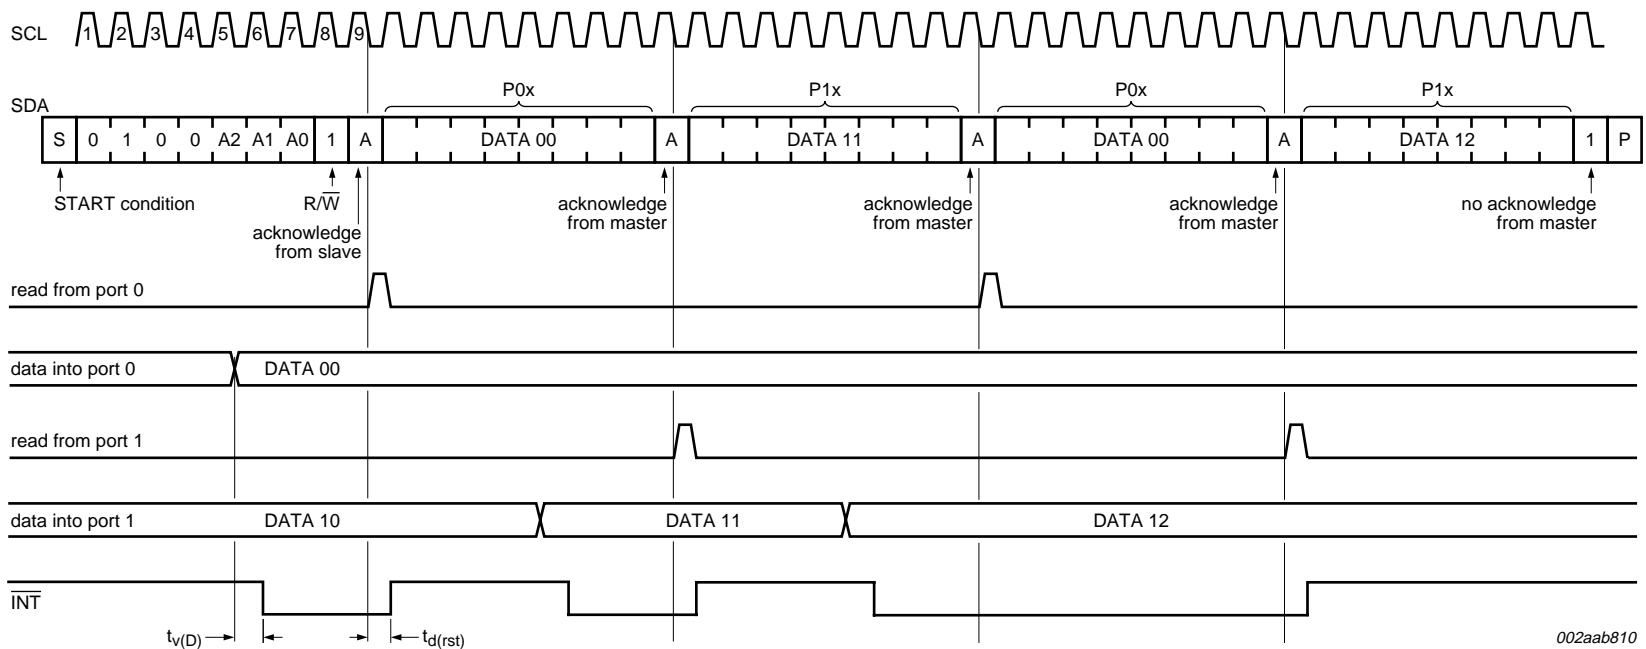 SCL 1 2 3 4 5 6 7 8 9
P0x P1x P0x P1x
SDA
S 0 1 0 0 A2 A1 A0 1 A DATA 00 A DATA 11 A DATA 00 A DATA 12 1 P
START condition R/W̅ acknowledge from slave
acknowledge from master
acknowledge from master
acknowledge from master
no acknowledge from master
read from port 0
data into port 0 DATA 00
read from port 1
data into port 1 DATA 10 DATA 11 DATA 12
I̅N̅T̅
tv(D) td(rst)
002aab810